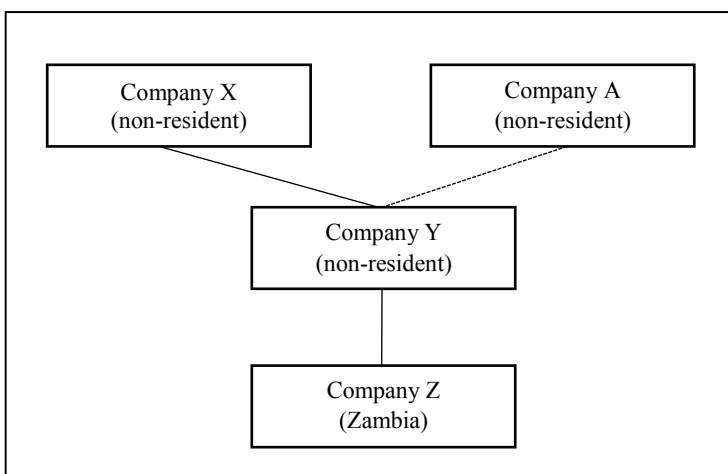 Company X
(non-resident)
Company A
(non-resident)
Company Y
(non-resident)
Company Z
(Zambia)